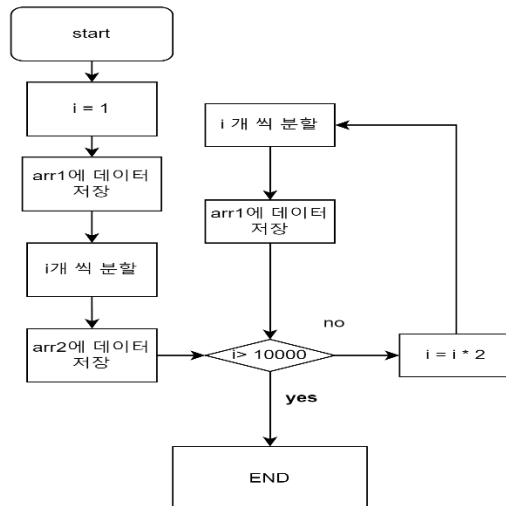 start
i = 1
arr1에 데이터
저장
i개 씩 분할
arr2에 데이터
저장
i 개 씩 분할
arr1에 데이터
저장
i> 10000
no
i = i * 2
yes
END